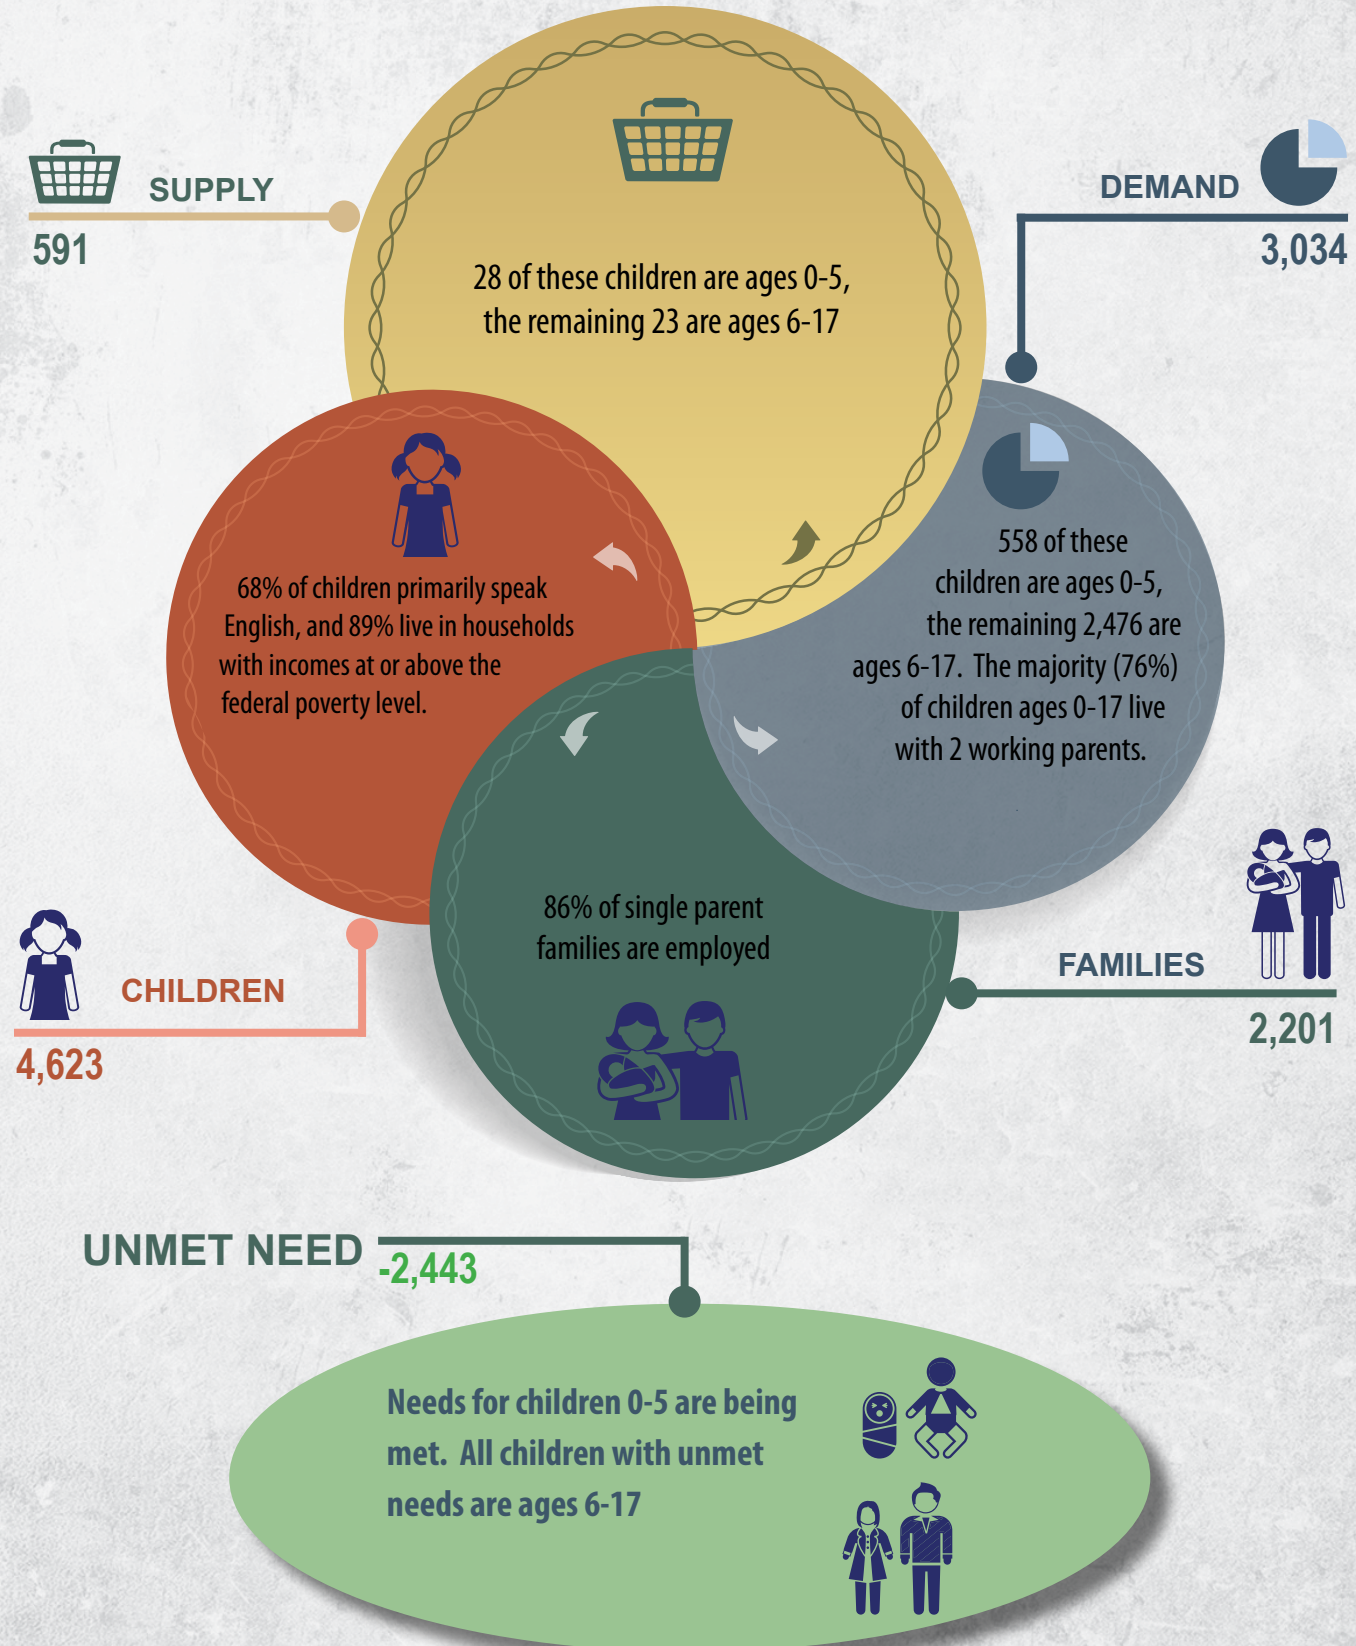 SUPPLY
591
DEMAND
3,034
28 of these children are ages 0-5,
the remaining 23 are ages 6-17
558 of these
children are ages 0-5,
the remaining 2,476 are
ages 6-17. The majority (76%)
of children ages 0-17 live
with 2 working parents.
68% of children primarily speak
English, and 89% live in households
with incomes at or above the
federal poverty level.
86% of single parent
families are employed
CHILDREN
4,623
FAMILIES
2,201
UNMET NEED
-2,443
Needs for children 0-5 are being
met. All children with unmet
needs are ages 6-17